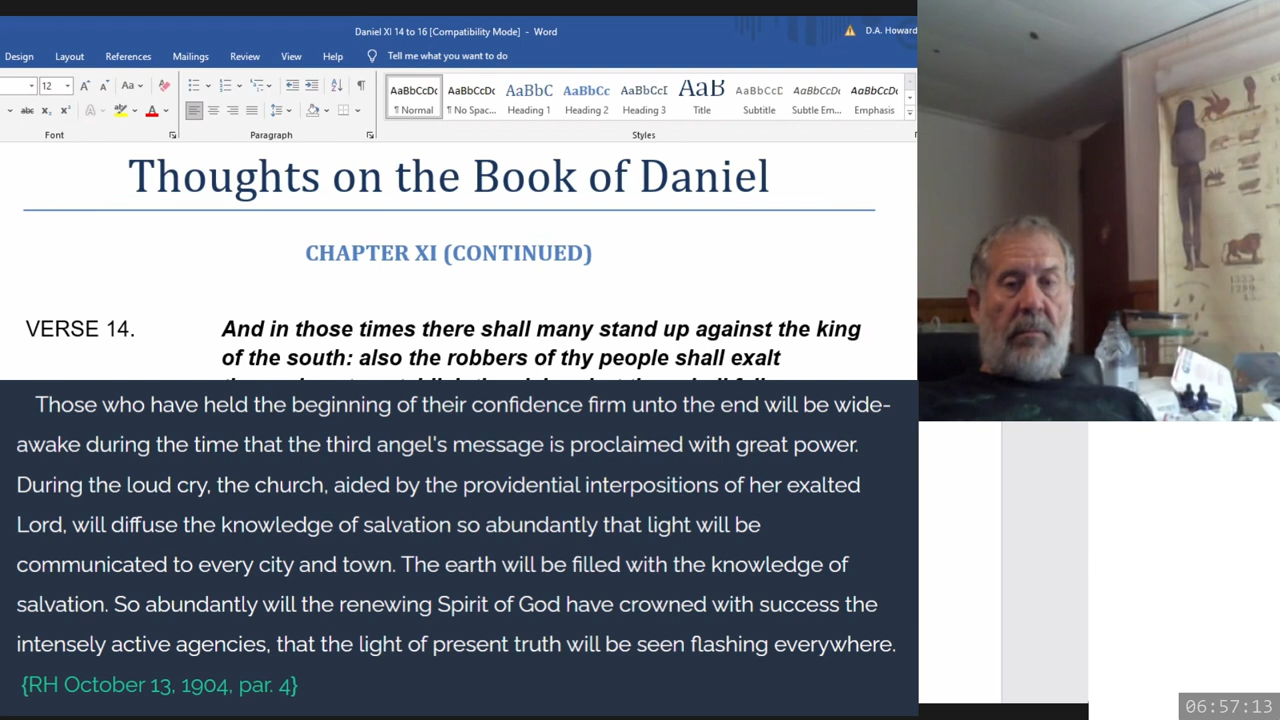 Daniel XI 14 to 16 [Compatibility Mode] - Word
D.A. Howard
Design Layout References Mailings Review View Help Tell me what you want to do
12 Aa
AaBbCcDc AaBbCcDc AaBbC AaBbCc AaBbCcD AaB AaBbCcD AaBbCcDc AaBbCcDc
¶ Normal ¶ No Spac... Heading 1 Heading 2 Heading 3 Title Subtitle Subtle Em... Emphasis
Font Paragraph Styles
Thoughts on the Book of Daniel
CHAPTER XI (CONTINUED)
VERSE 14. And in those times there shall many stand up against the king
of the south: also the robbers of thy people shall exalt
Those who have held the beginning of their confidence firm unto the end will be wide-
awake during the time that the third angel's message is proclaimed with great power.
During the loud cry, the church, aided by the providential interpositions of her exalted
Lord, will diffuse the knowledge of salvation so abundantly that light will be
communicated to every city and town. The earth will be filled with the knowledge of
salvation. So abundantly will the renewing Spirit of God have crowned with success the
intensely active agencies, that the light of present truth will be seen flashing everywhere.
{RH October 13, 1904, par. 4}
06:57:13